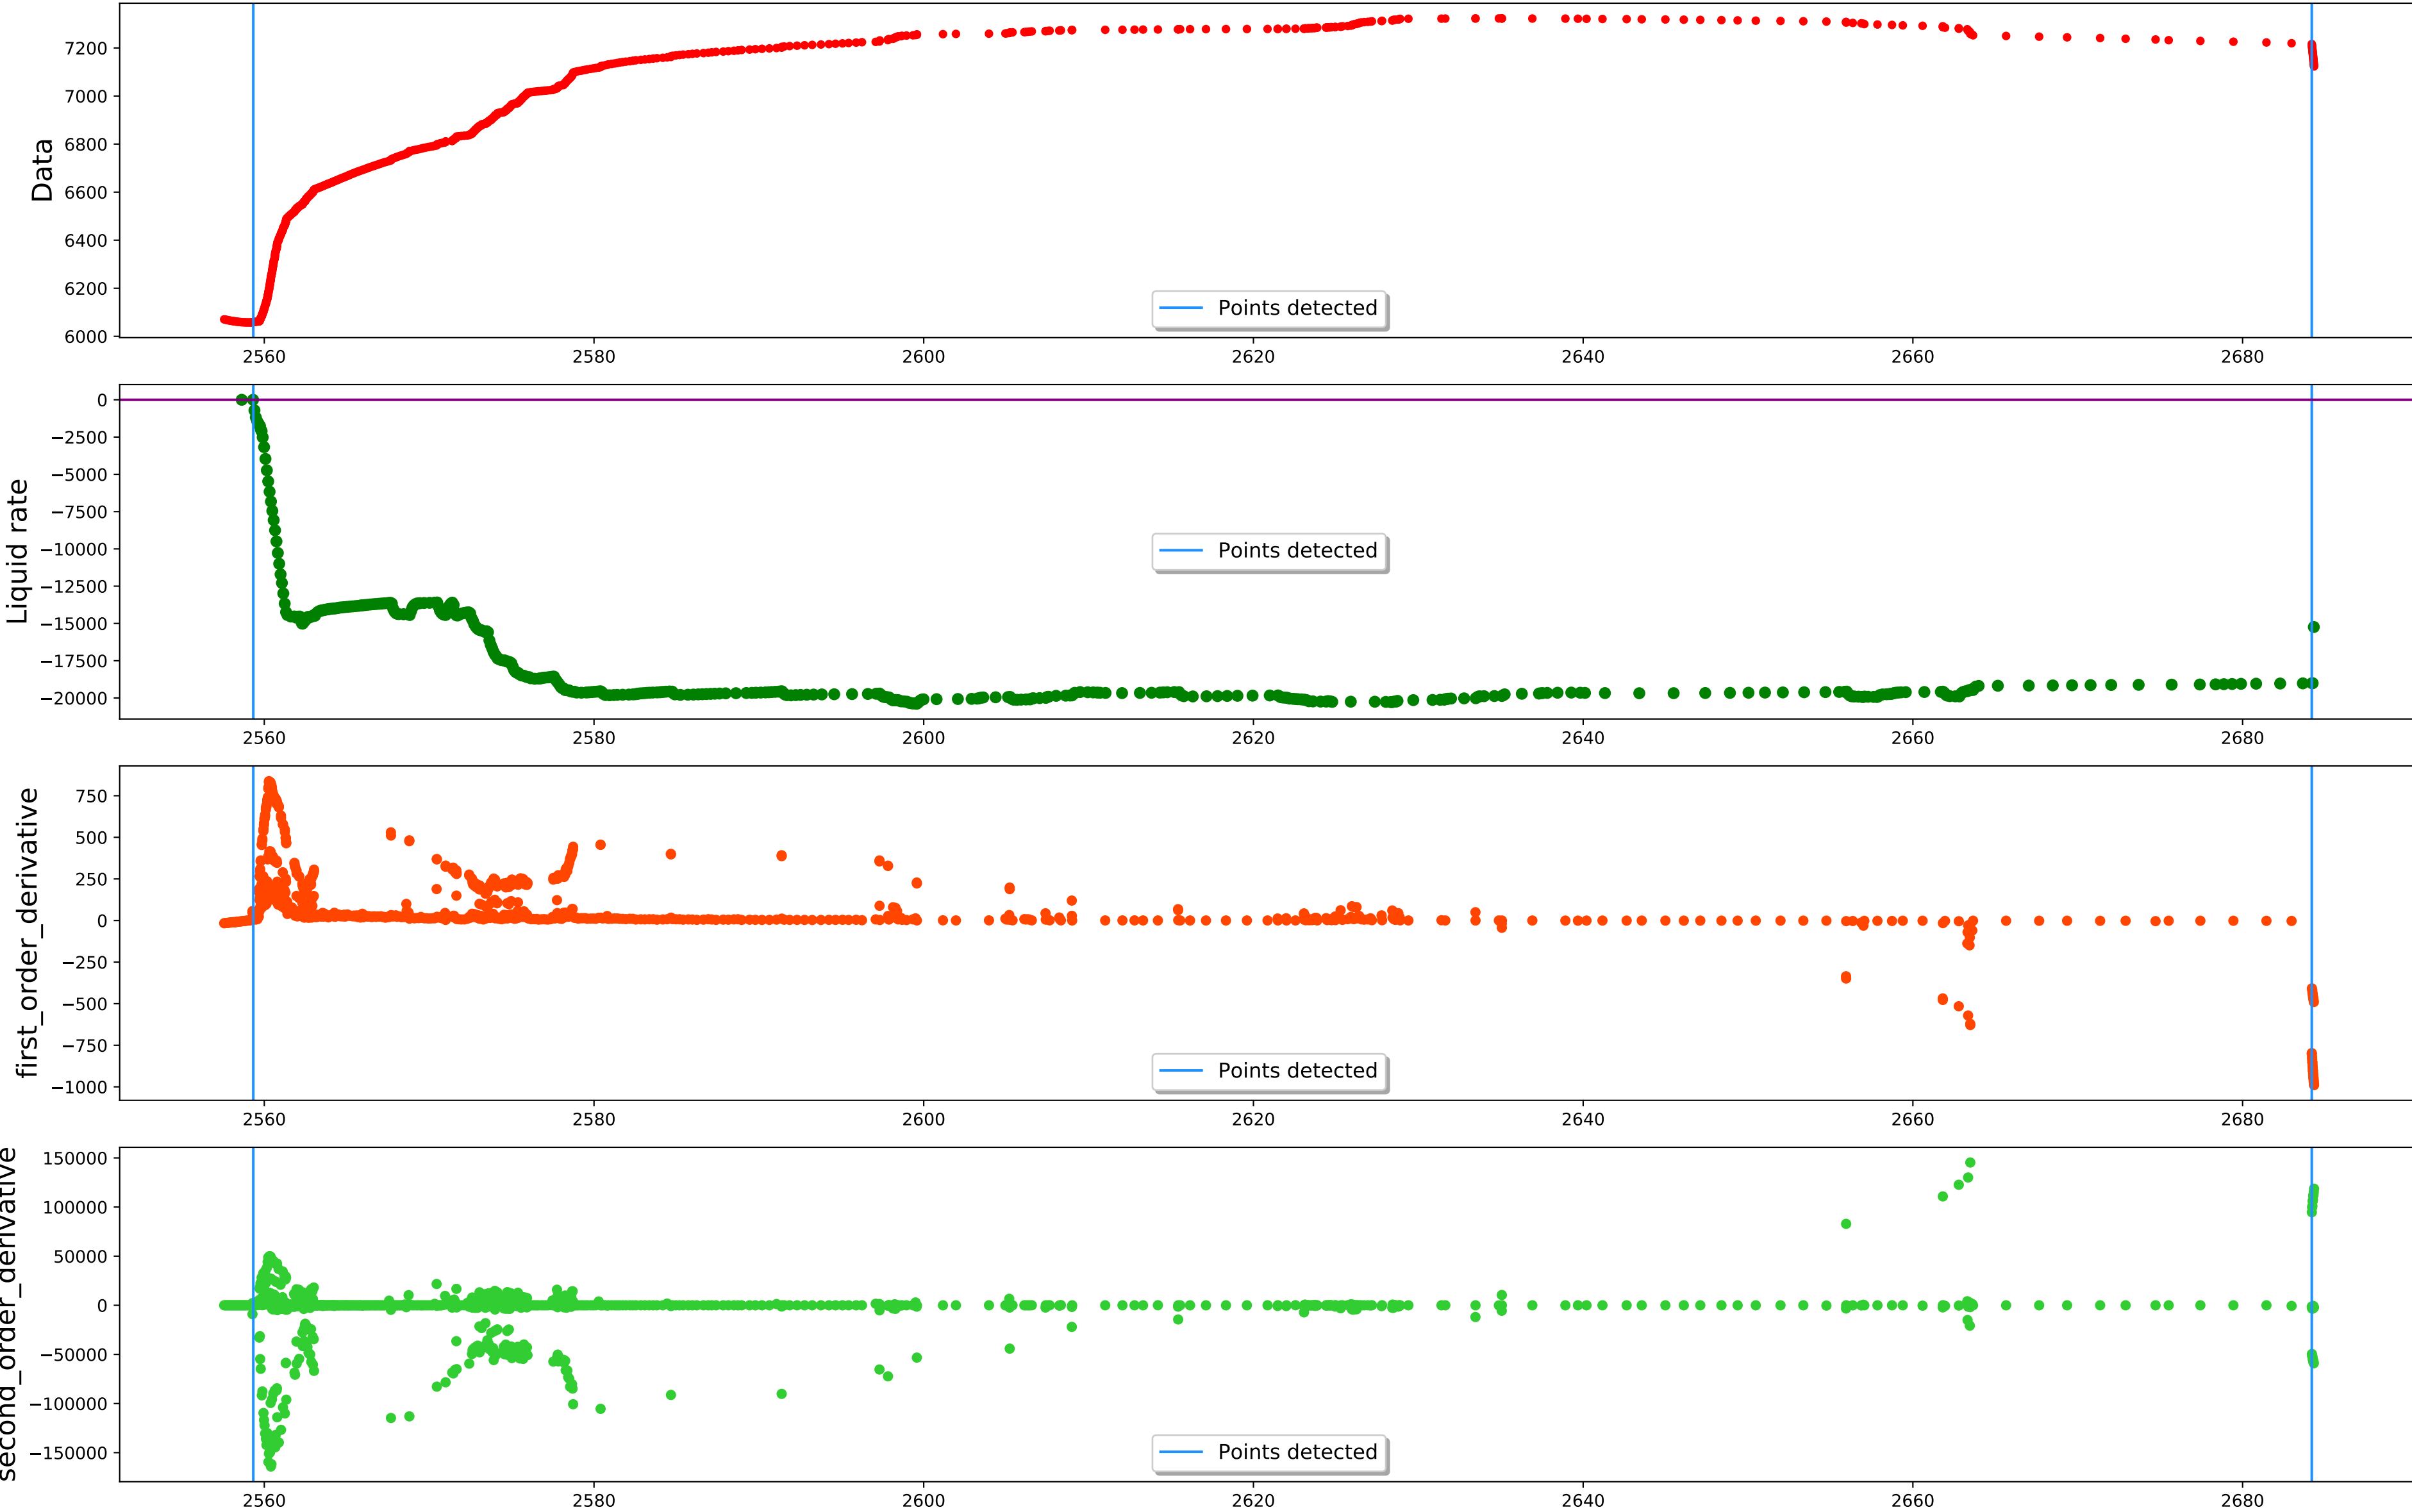 Data
7200
7000
6800
6600
6400
6200
6000
Points detected
2560 2580 2600 2620 2640 2660 2680
Liquid rate
0
−2500
−5000
−7500
−10000
−12500
−15000
−17500
−20000
Points detected
2560 2580 2600 2620 2640 2660 2680
first_order_derivative
750
500
250
0
−250
−500
−750
−1000
Points detected
2560 2580 2600 2620 2640 2660 2680
second_order_derivative
150000
100000
50000
0
−50000
−100000
−150000
Points detected
2560 2580 2600 2620 2640 2660 2680